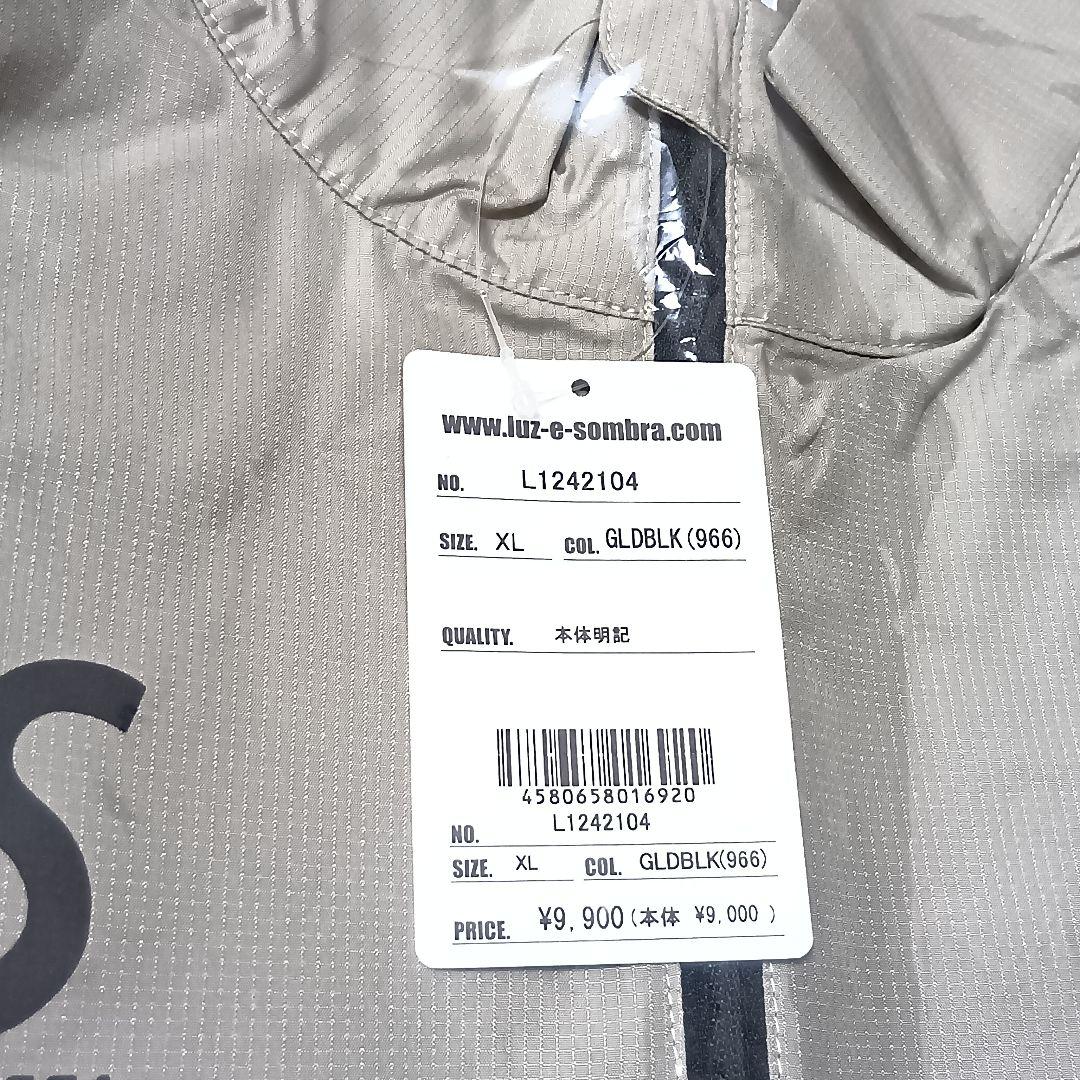 www.luz-e-sombra.com
NO. L1242104
SIZE. XL COL. GLDBLK(966)
QUALITY. 本体明記
S
4580658016920
NO. L1242104
SIZE. XL COL. GLDBLK(966)
PRICE. ¥9,900(本体 ¥9,000 )